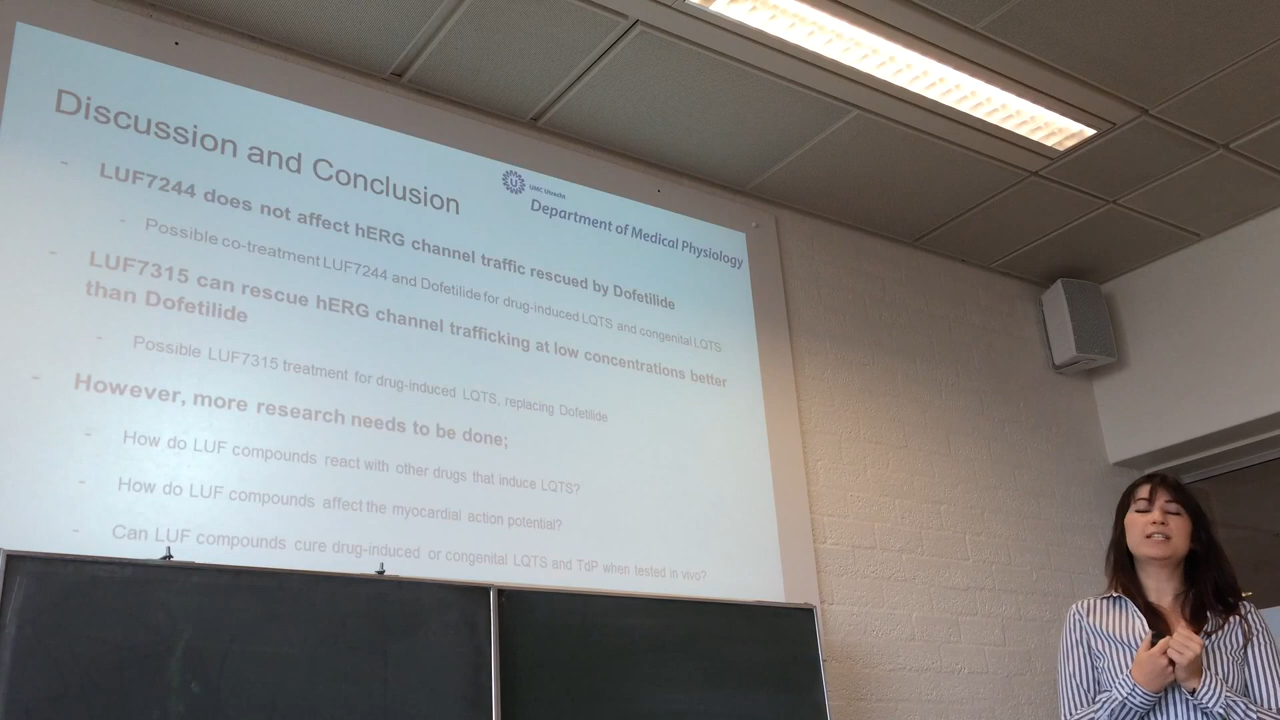 Discussion and Conclusion
UMC Utrecht
Department of Medical Physiology
- LUF7244 does not affect hERG channel traffic rescued by Dofetilide
- Possible co-treatment LUF7244 and Dofetilide for drug-induced LQTS and congenital LQTS
- LUF7315 can rescue hERG channel trafficking at low concentrations better
than Dofetilide
- Possible LUF7315 treatment for drug-induced LQTS, replacing Dofetilide
- However, more research needs to be done;
- How do LUF compounds react with other drugs that induce LQTS?
- How do LUF compounds affect the myocardial action potential?
- Can LUF compounds cure drug-induced or congenital LQTS and TdP when tested in vivo?